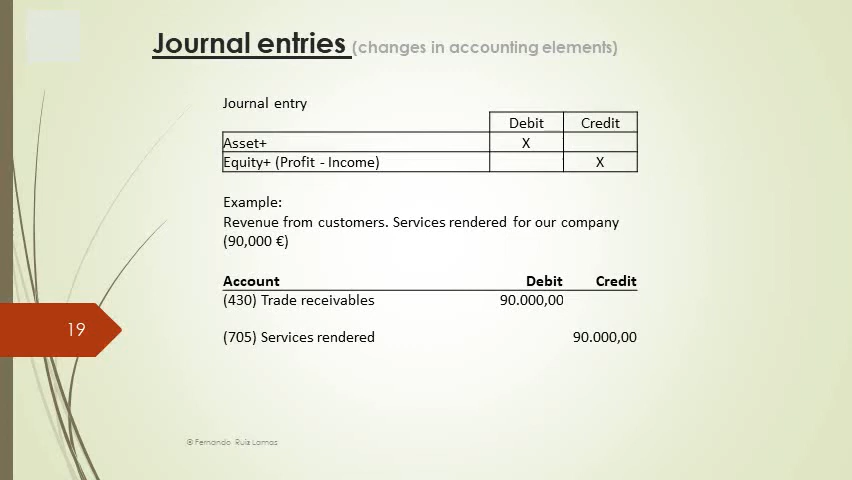 Journal entries (changes in accounting elements)
Journal entry
Debit Credit
Asset+ X
Equity+ (Profit - Income) X
Example:
Revenue from customers. Services rendered for our company
(90,000 €)
Account Debit Credit
(430) Trade receivables 90.000,00
19
(705) Services rendered 90.000,00
® Fernando Ruiz Lamas